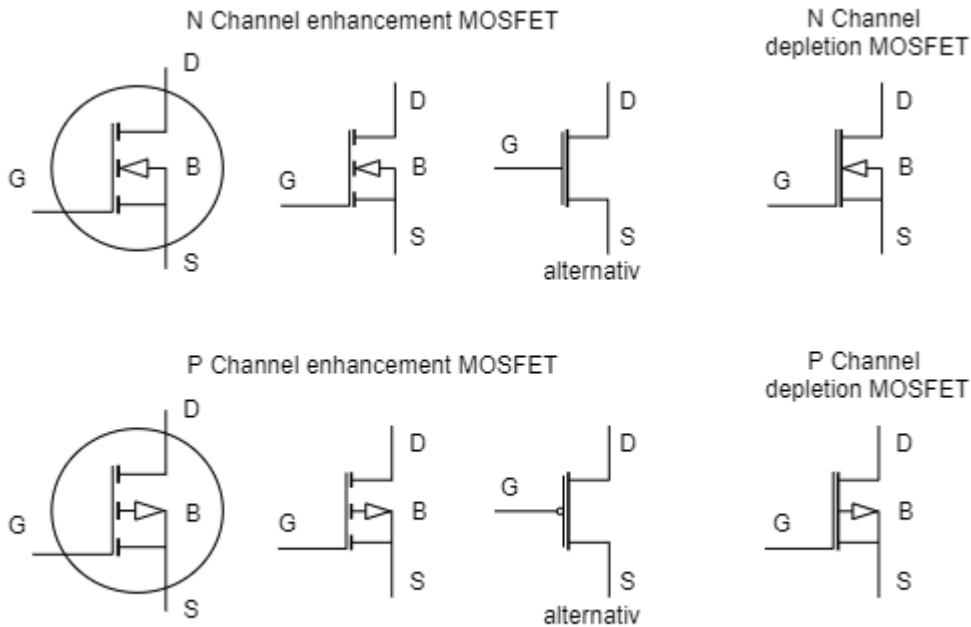 N Channel enhancement MOSFET
N Channel
depletion MOSFET
D
G
B
S
D
G
B
S
D
G
S
alternativ
D
G
B
S
P Channel enhancement MOSFET
P Channel
depletion MOSFET
D
G
B
S
D
G
B
S
D
G
S
alternativ
D
G
B
S